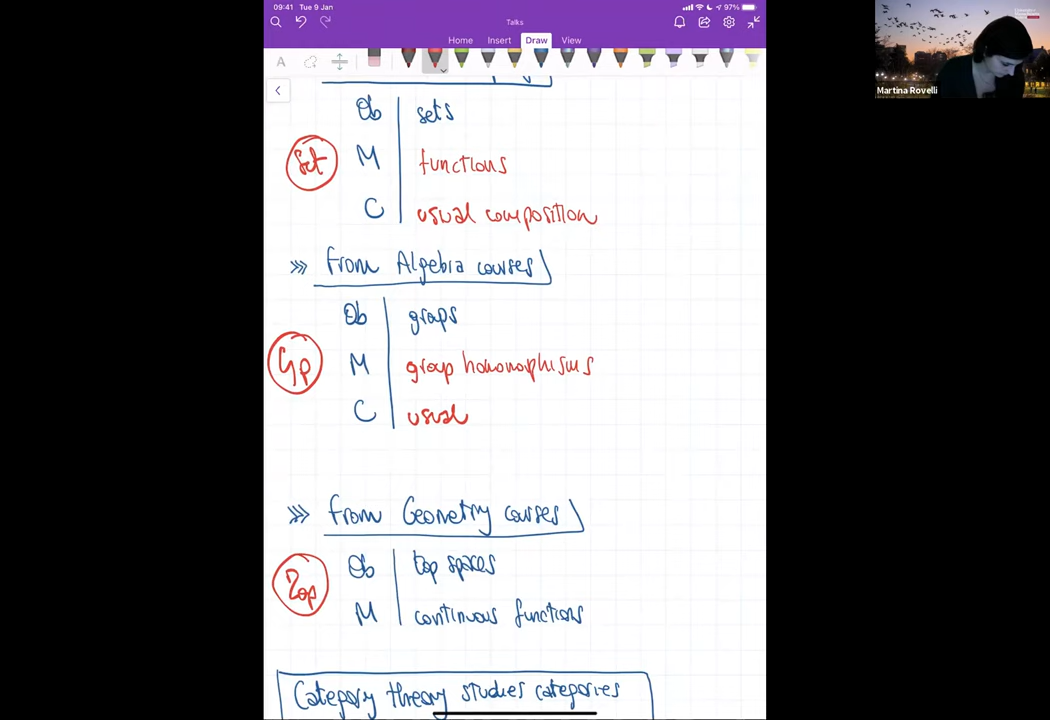 09:41 Tue 9 Jan
97%
Talks
Home Insert Draw View
A
Martina Rovelli
Ob sets
Set
M functions
C usual composition
>>> From Algebra courses
Ob graps
Gp
M group homomorphisms
C usual
>>> From Geometry courses
Ob top spaces
Top
M continuous functions
Category theory studies categories